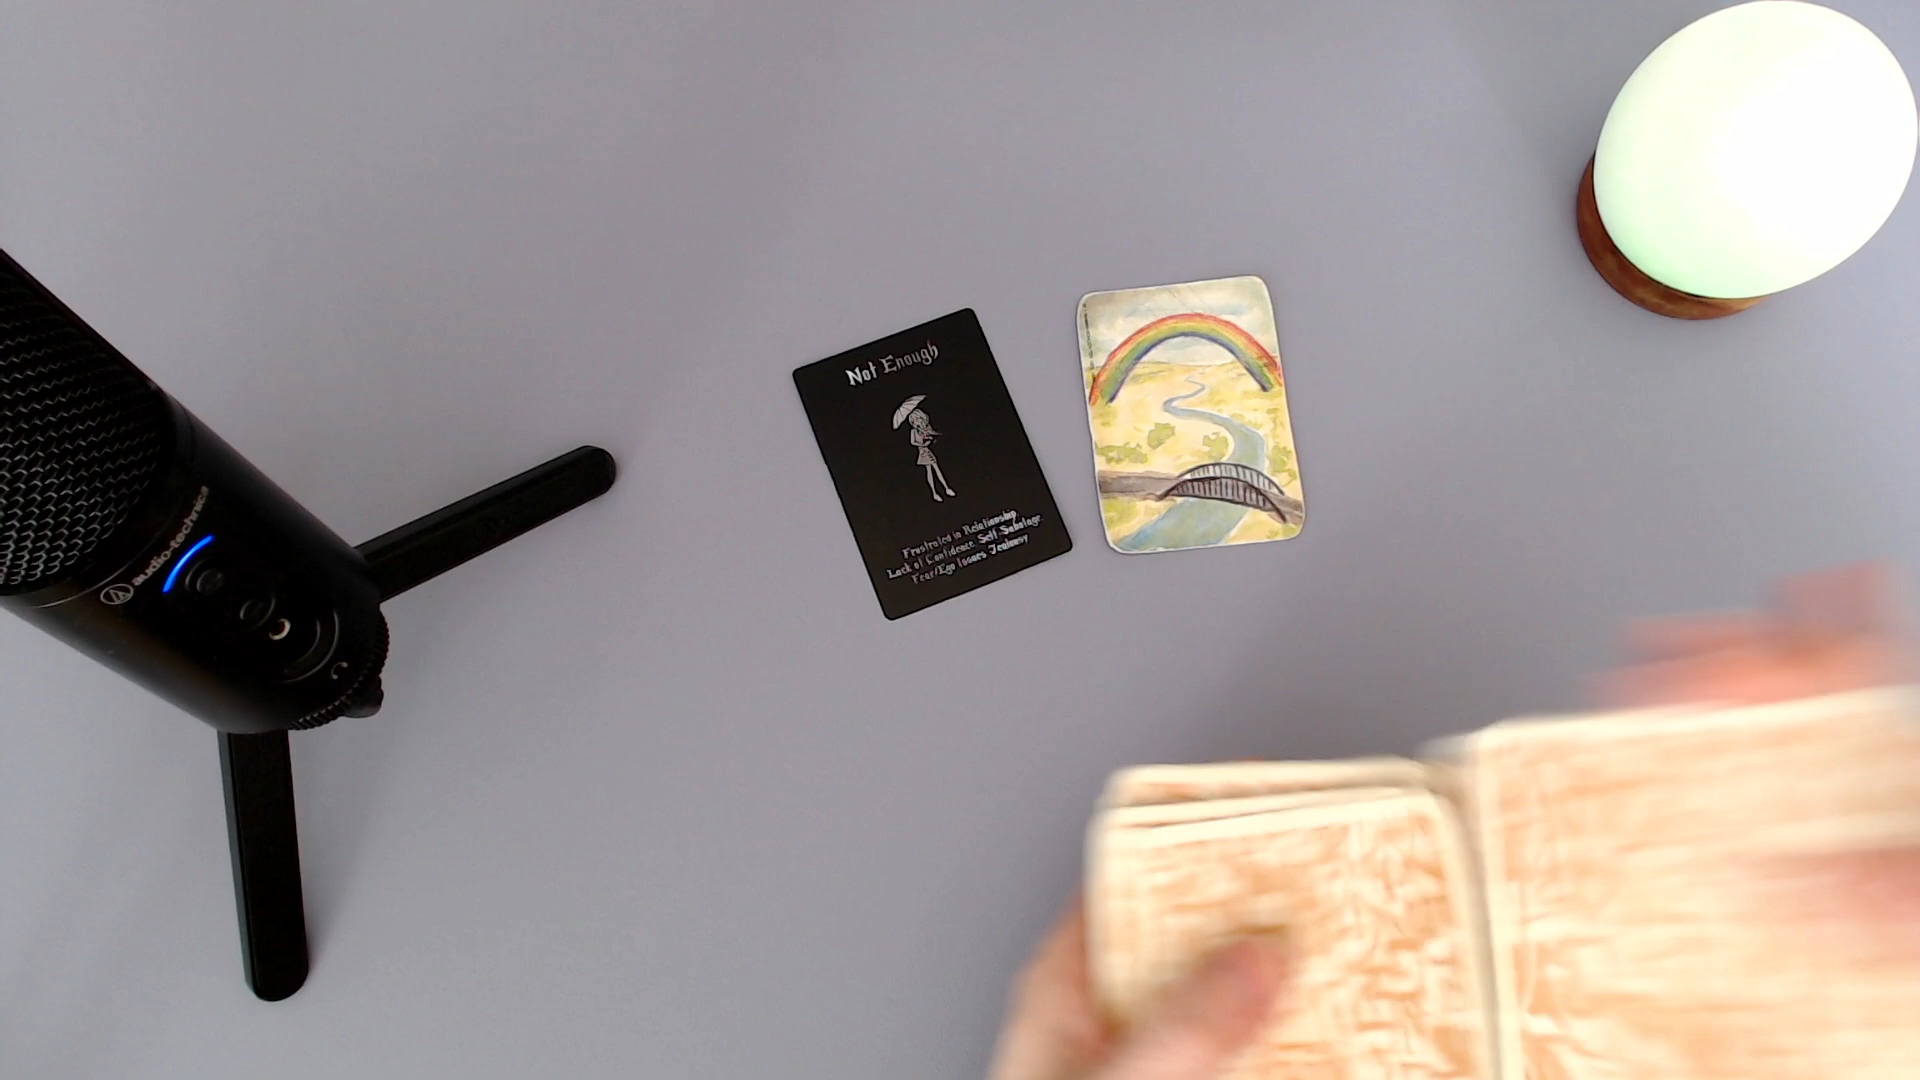 Not Enough
Frustrated in Relationship
Lack of Confidence Self Sabotage
Fear/Ego Issues Jealousy
audio-technica